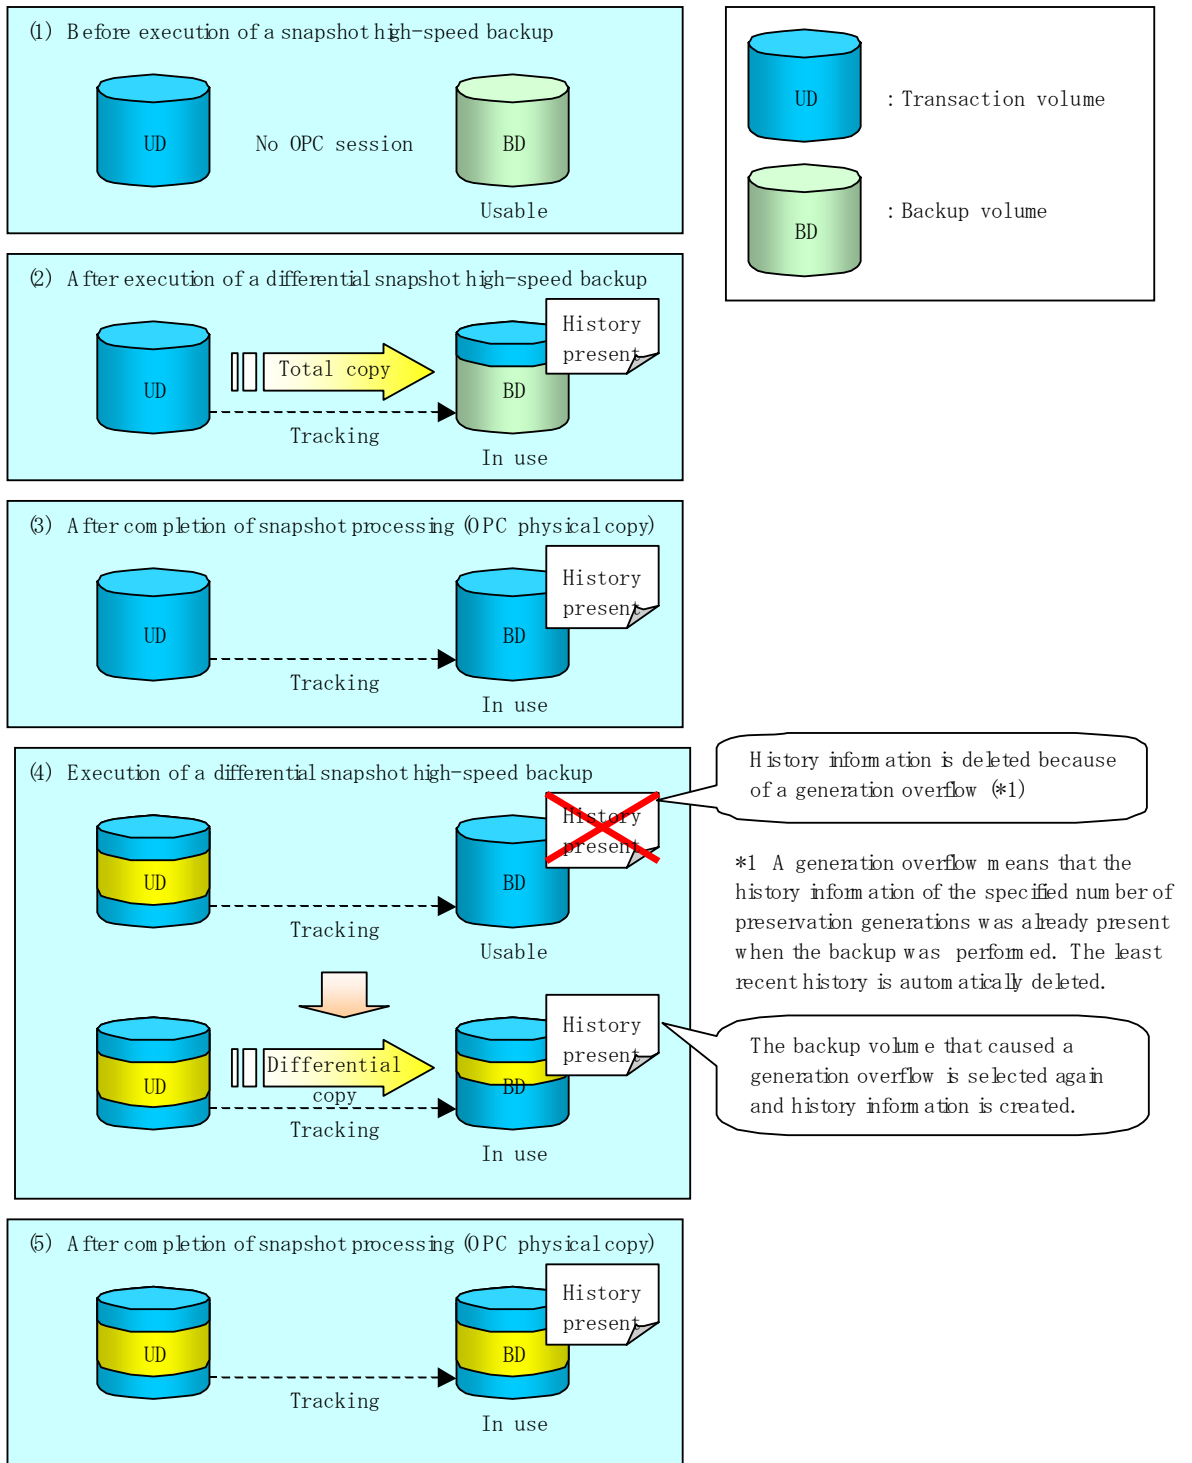 (1) Before execution of a snapshot high-speed backup
UD
No OPC session
BD
Usable
UD
: Transaction volume
BD
: Backup volume
(2) After execution of a differential snapshot high-speed backup
UD
Total copy
BD
History
present
Tracking
In use
(3) After completion of snapshot processing (OPC physical copy)
UD
BD
History
present
Tracking
In use
(4) Execution of a differential snapshot high-speed backup
UD
BD
History
present
Tracking
Usable
History information is deleted because
of a generation overflow (*1)
*1 A generation overflow means that the
history information of the specified number of
preservation generations was already present
when the backup was performed. The least
recent history is automatically deleted.
UD
Differential
copy
BD
History
present
Tracking
In use
The backup volume that caused a
generation overflow is selected again
and history information is created.
(5) After completion of snapshot processing (OPC physical copy)
UD
BD
History
present
Tracking
In use